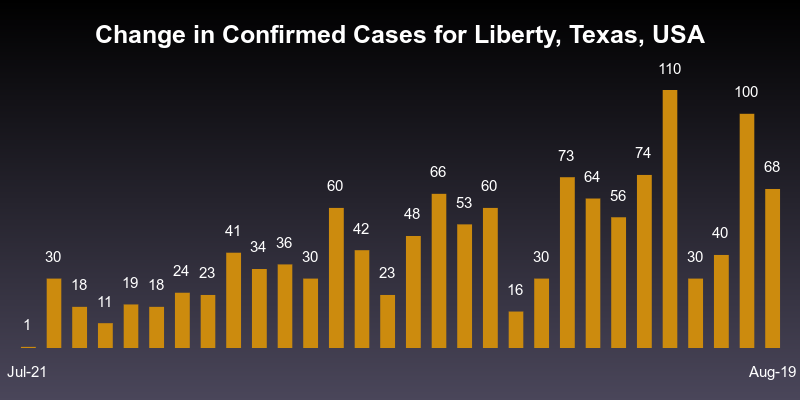 Change in Confirmed Cases for Liberty, Texas, USA
1 30 18 11 19 18 24 23 41 34 36 30 60 42 23 48 66 53 60 16 30 73 64 56 74 110 30 40 100 68
Jul-21 Aug-19